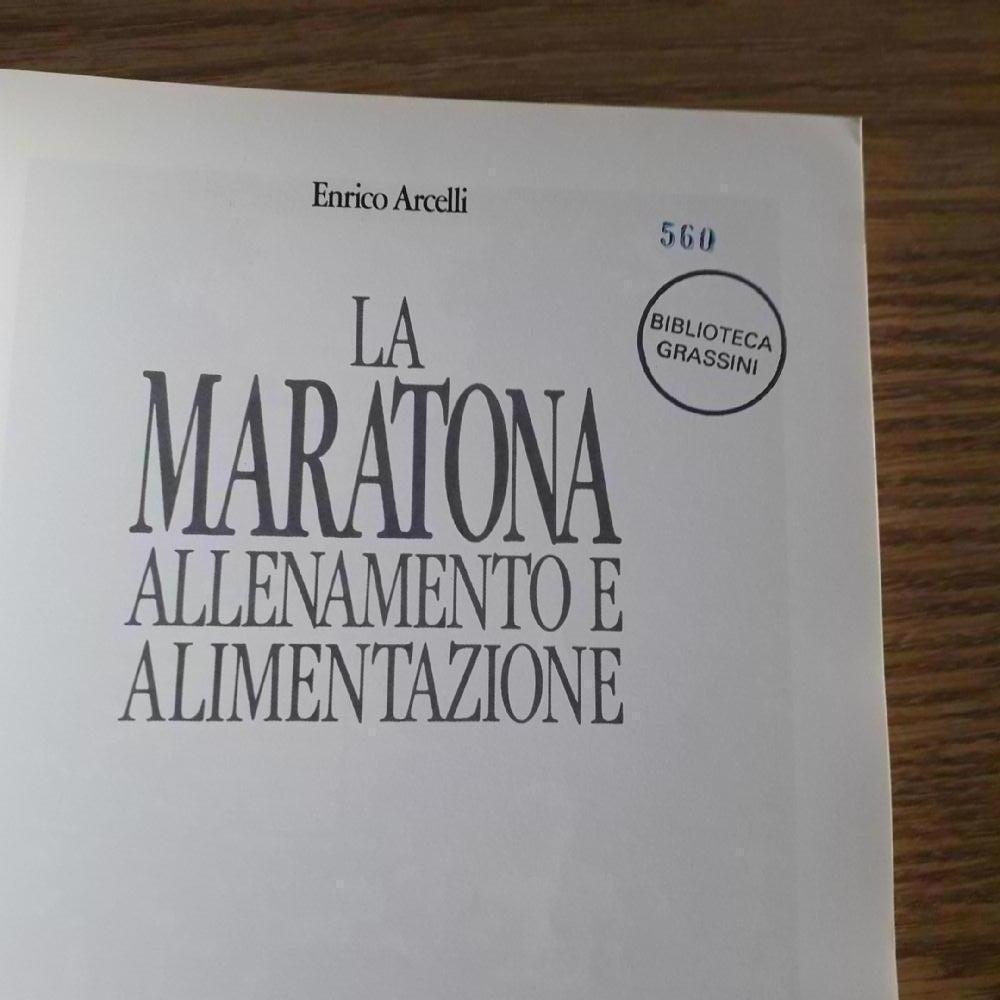 Enrico Arcelli
560
BIBLIOTECA
GRASSINI
LA
MARATONA
ALLENAMENTO E
ALIMENTAZIONE